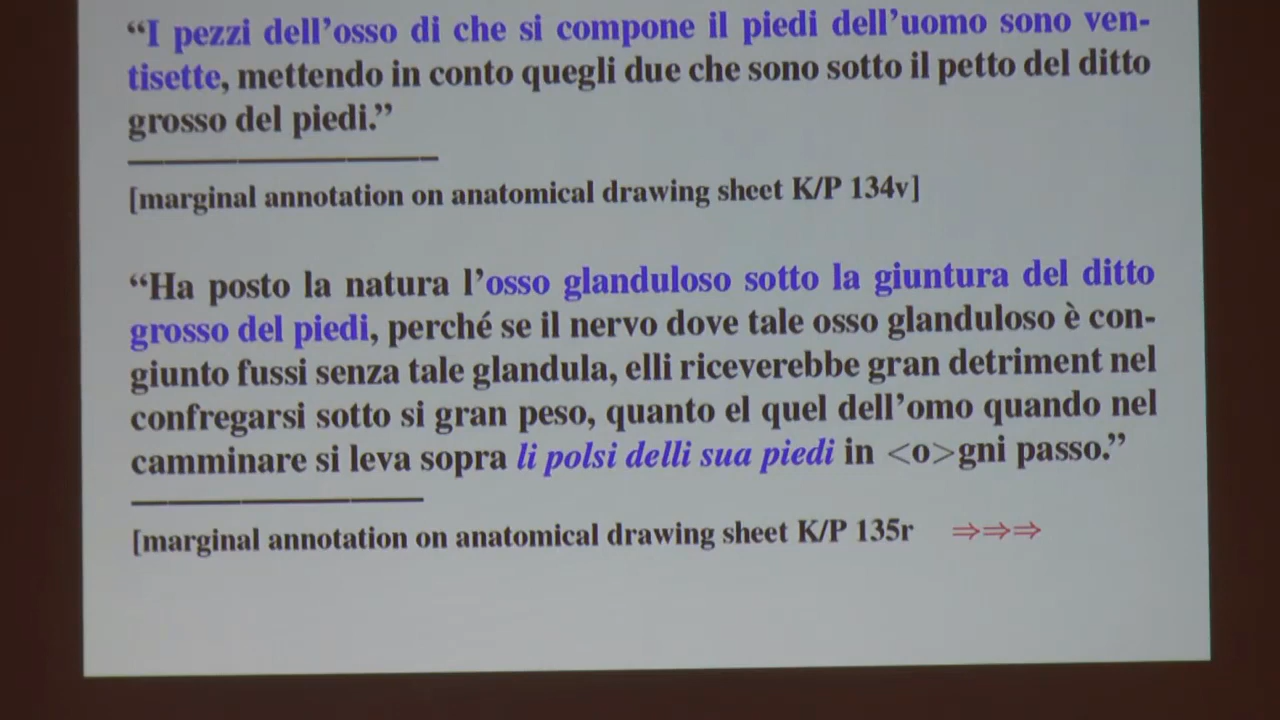 “I pezzi dell’osso di che si compone il piedi dell’uomo sono ven-
tisette, mettendo in conto quegli due che sono sotto il petto del ditto
grosso del piedi.”
[marginal annotation on anatomical drawing sheet K/P 134v]
“Ha posto la natura l’osso glanduloso sotto la giuntura del ditto
grosso del piedi, perché se il nervo dove tale osso glanduloso è con-
giunto fussi senza tale glandula, elli riceverebbe gran detriment nel
confregarsi sotto si gran peso, quanto el quel dell’omo quando nel
camminare si leva sopra li polsi delli sua piedi in <o>gni passo.”
[marginal annotation on anatomical drawing sheet K/P 135r ⇒⇒⇒